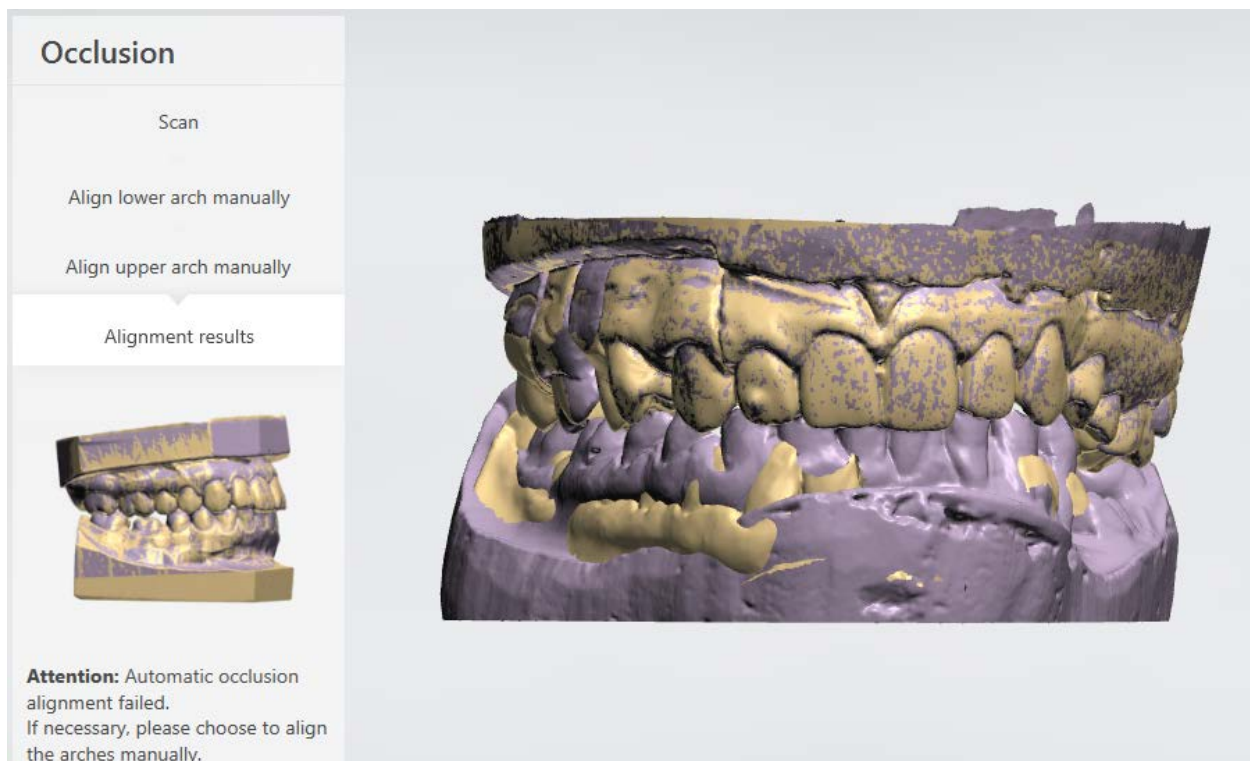 Occlusion
Scan
Align lower arch manually
Align upper arch manually
Alignment results
Attention: Automatic occlusion
alignment failed.
If necessary, please choose to align
the arches manually.